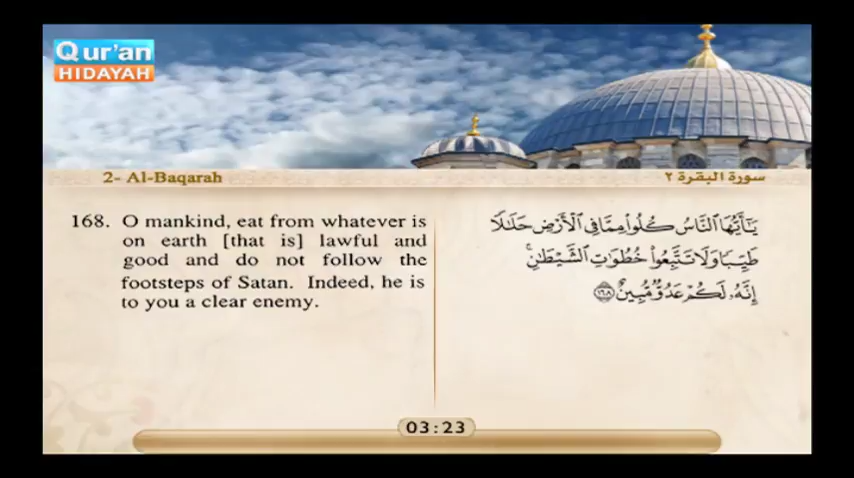 Qur'an
HIDAYAH
2- Al-Baqarah
سورة البقرة ٢
168. O mankind, eat from whatever is
on earth [that is] lawful and
good and do not follow the
footsteps of Satan. Indeed, he is
to you a clear enemy.
يَـٰٓأَيُّهَا ٱلنَّاسُ كُلُوا۟ مِمَّا فِى ٱلْأَرْضِ حَلَـٰلًا
طَيِّبًا وَلَا تَتَّبِعُوا۟ خُطُوَٰتِ ٱلشَّيْطَـٰنِ ۚ
إِنَّهُۥ لَكُمْ عَدُوٌّ مُّبِينٌ ١٦٨
03:23